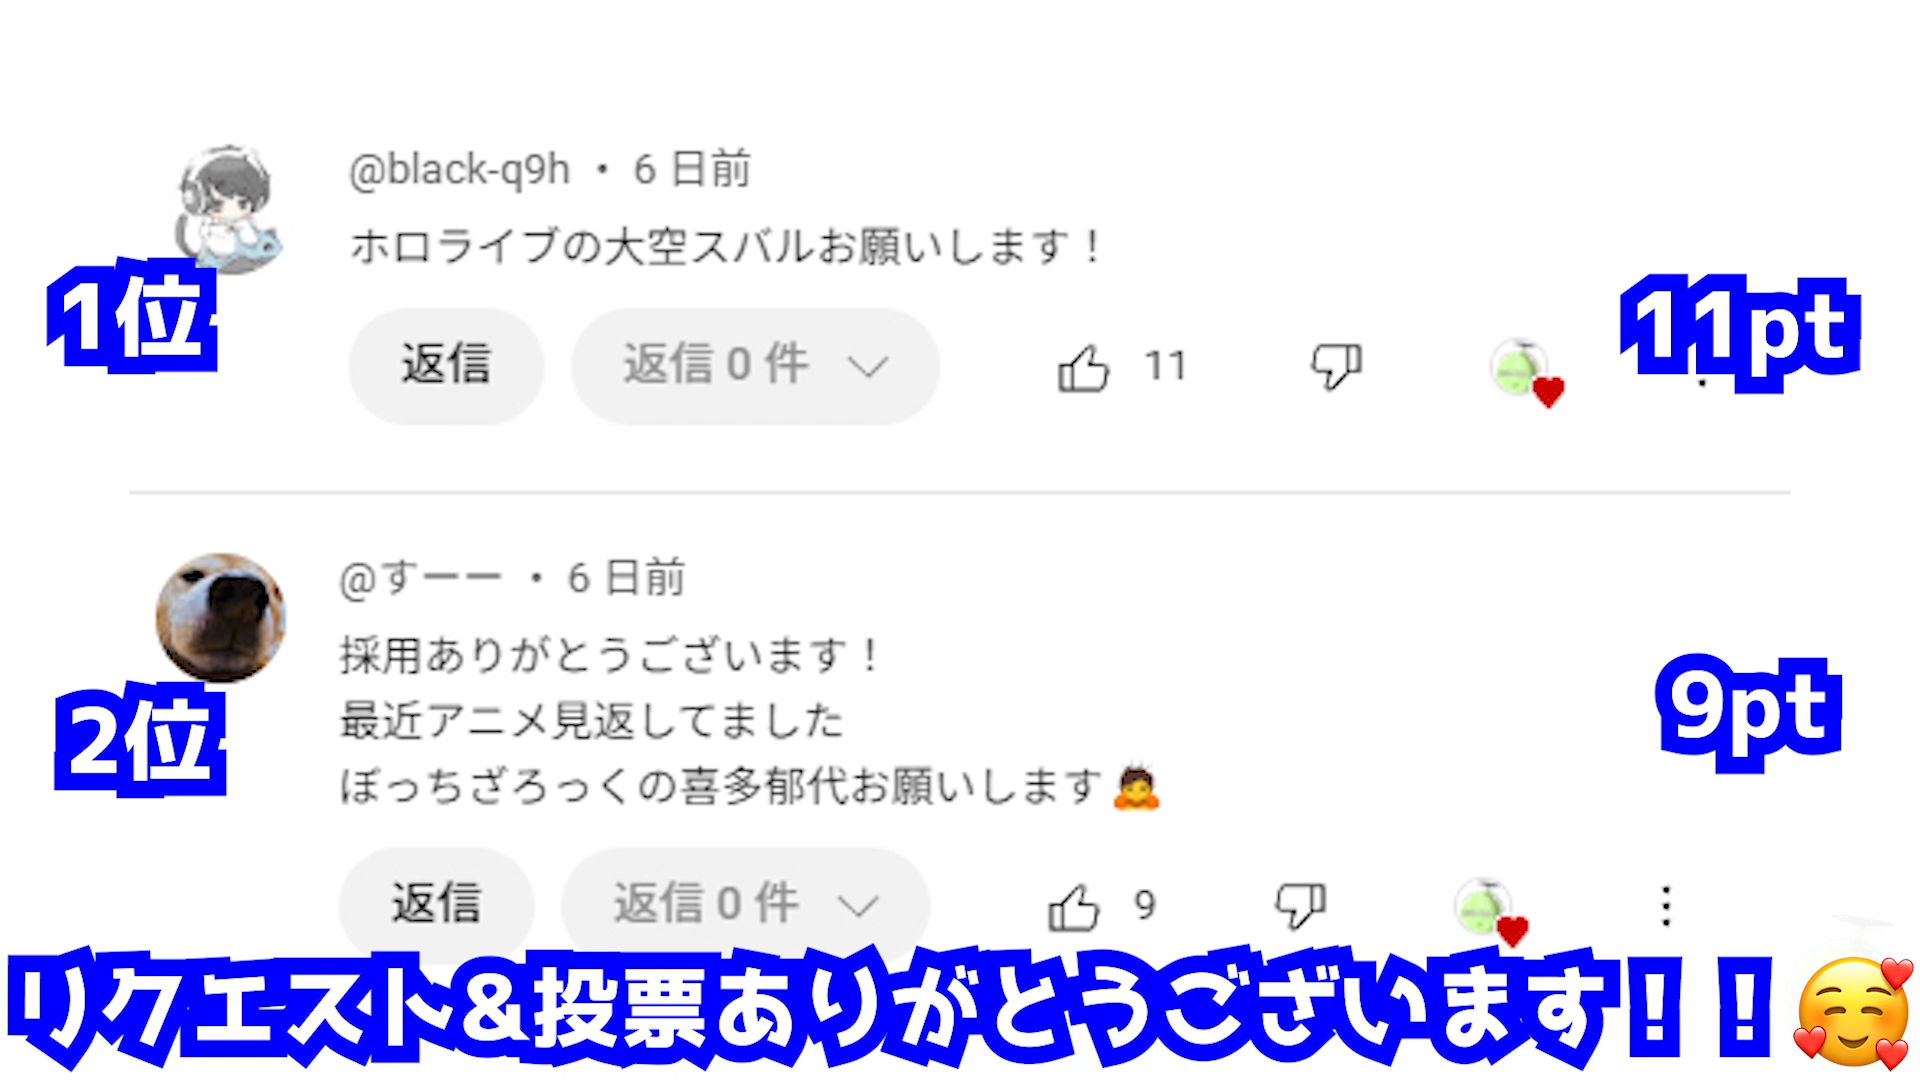 @black-q9h ・ 6 日前
ホロライブの大空スバルお願いします！
1位
返信
返信 0 件
11
11pt
@すーー ・ 6 日前
採用ありがとうございます！
最近アニメ見返してました
ぼっちざろっくの喜多郁代お願いします🙇
2位
9pt
返信
返信 0 件
9
リクエスト&投票ありがとうございます！！🥰